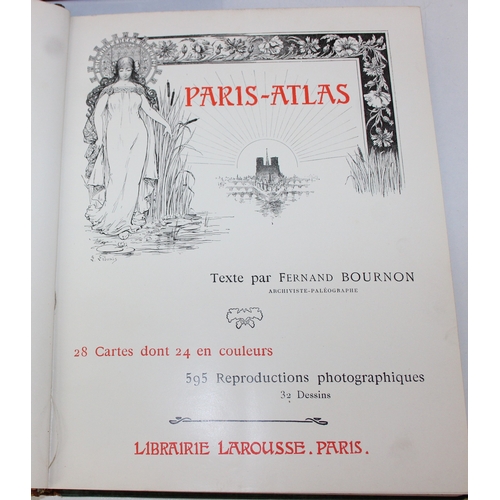 PARIS-ATLAS
Texte par FERNAND BOURNON
ARCHIVISTE-PALÉOGRAPHE
28 Cartes dont 24 en couleurs
595 Reproductions photographiques
32 Dessins
LIBRAIRIE LAROUSSE. PARIS.